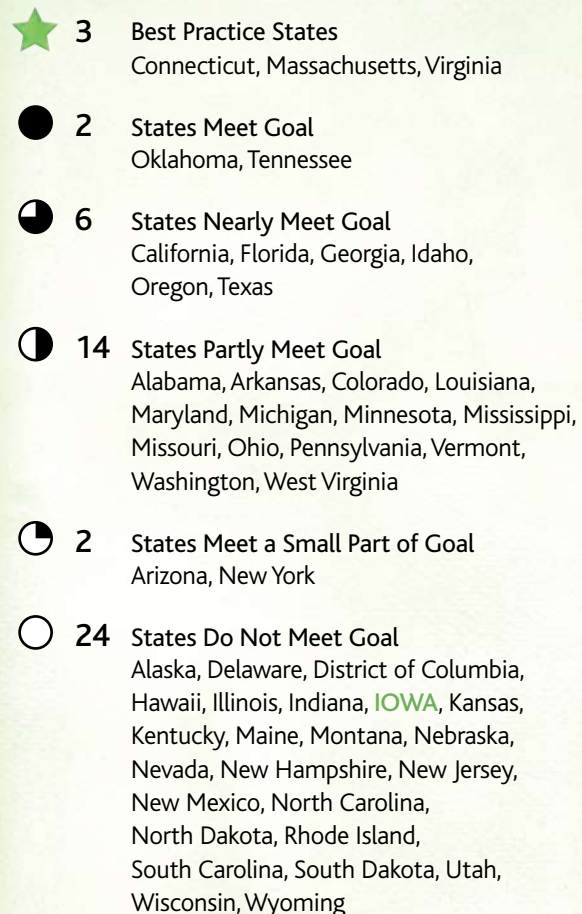 3 Best Practice States
Connecticut, Massachusetts, Virginia
2 States Meet Goal
Oklahoma, Tennessee
6 States Nearly Meet Goal
California, Florida, Georgia, Idaho,
Oregon, Texas
14 States Partly Meet Goal
Alabama, Arkansas, Colorado, Louisiana,
Maryland, Michigan, Minnesota, Mississippi,
Missouri, Ohio, Pennsylvania, Vermont,
Washington, West Virginia
2 States Meet a Small Part of Goal
Arizona, New York
24 States Do Not Meet Goal
Alaska, Delaware, District of Columbia,
Hawaii, Illinois, Indiana, IOWA, Kansas,
Kentucky, Maine, Montana, Nebraska,
Nevada, New Hampshire, New Jersey,
New Mexico, North Carolina,
North Dakota, Rhode Island,
South Carolina, South Dakota, Utah,
Wisconsin, Wyoming